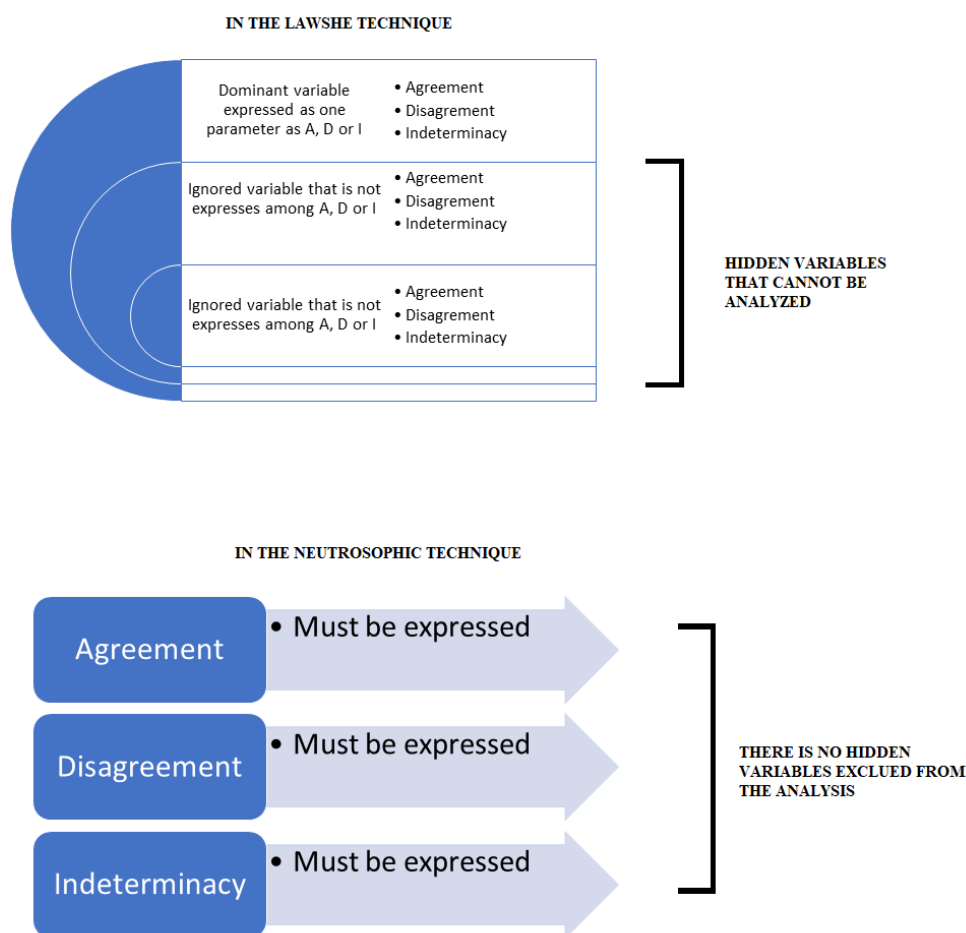 IN THE LAWSHE TECHNIQUE
Dominant variable
expressed as one
parameter as A, D or I
• Agreement
• Disagrement
• Indeterminacy
Ignored variable that is not
expresses among A, D or I
• Agreement
• Disagrement
• Indeterminacy
Ignored variable that is not
expresses among A, D or I
• Agreement
• Disagrement
• Indeterminacy
HIDDEN VARIABLES
THAT CANNOT BE
ANALYZED
IN THE NEUTROSOPHIC TECHNIQUE
Agreement
• Must be expressed
Disagreement
• Must be expressed
Indeterminacy
• Must be expressed
THERE IS NO HIDDEN
VARIABLES EXCLUED FROM
THE ANALYSIS